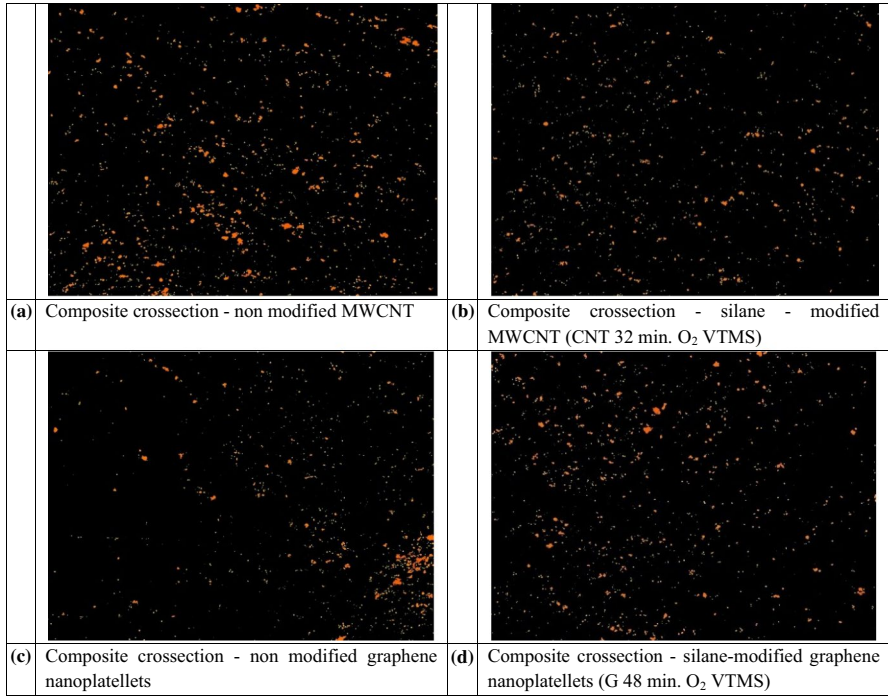 (a) Composite crossection - non modified MWCNT
(b) Composite crossection - silane - modified
MWCNT (CNT 32 min. O₂ VTMS)
(c) Composite crossection - non modified graphene
nanoplatellets
(d) Composite crossection - silane-modified graphene
nanoplatellets (G 48 min. O₂ VTMS)